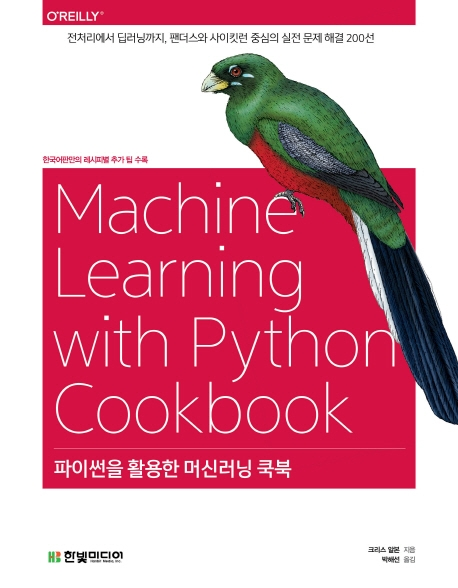 O'REILLY®
전처리에서 딥러닝까지, 팬더스와 사이킷런 중심의 실전 문제 해결 200선
한국어판만의 레시피별 추가 팁 수록
Machine
Learning
with Python
Cookbook
파이썬을 활용한 머신러닝 쿡북
크리스 알본 지음
HB 한빛미디어
Hanbit Media, Inc.
박해선 옮김